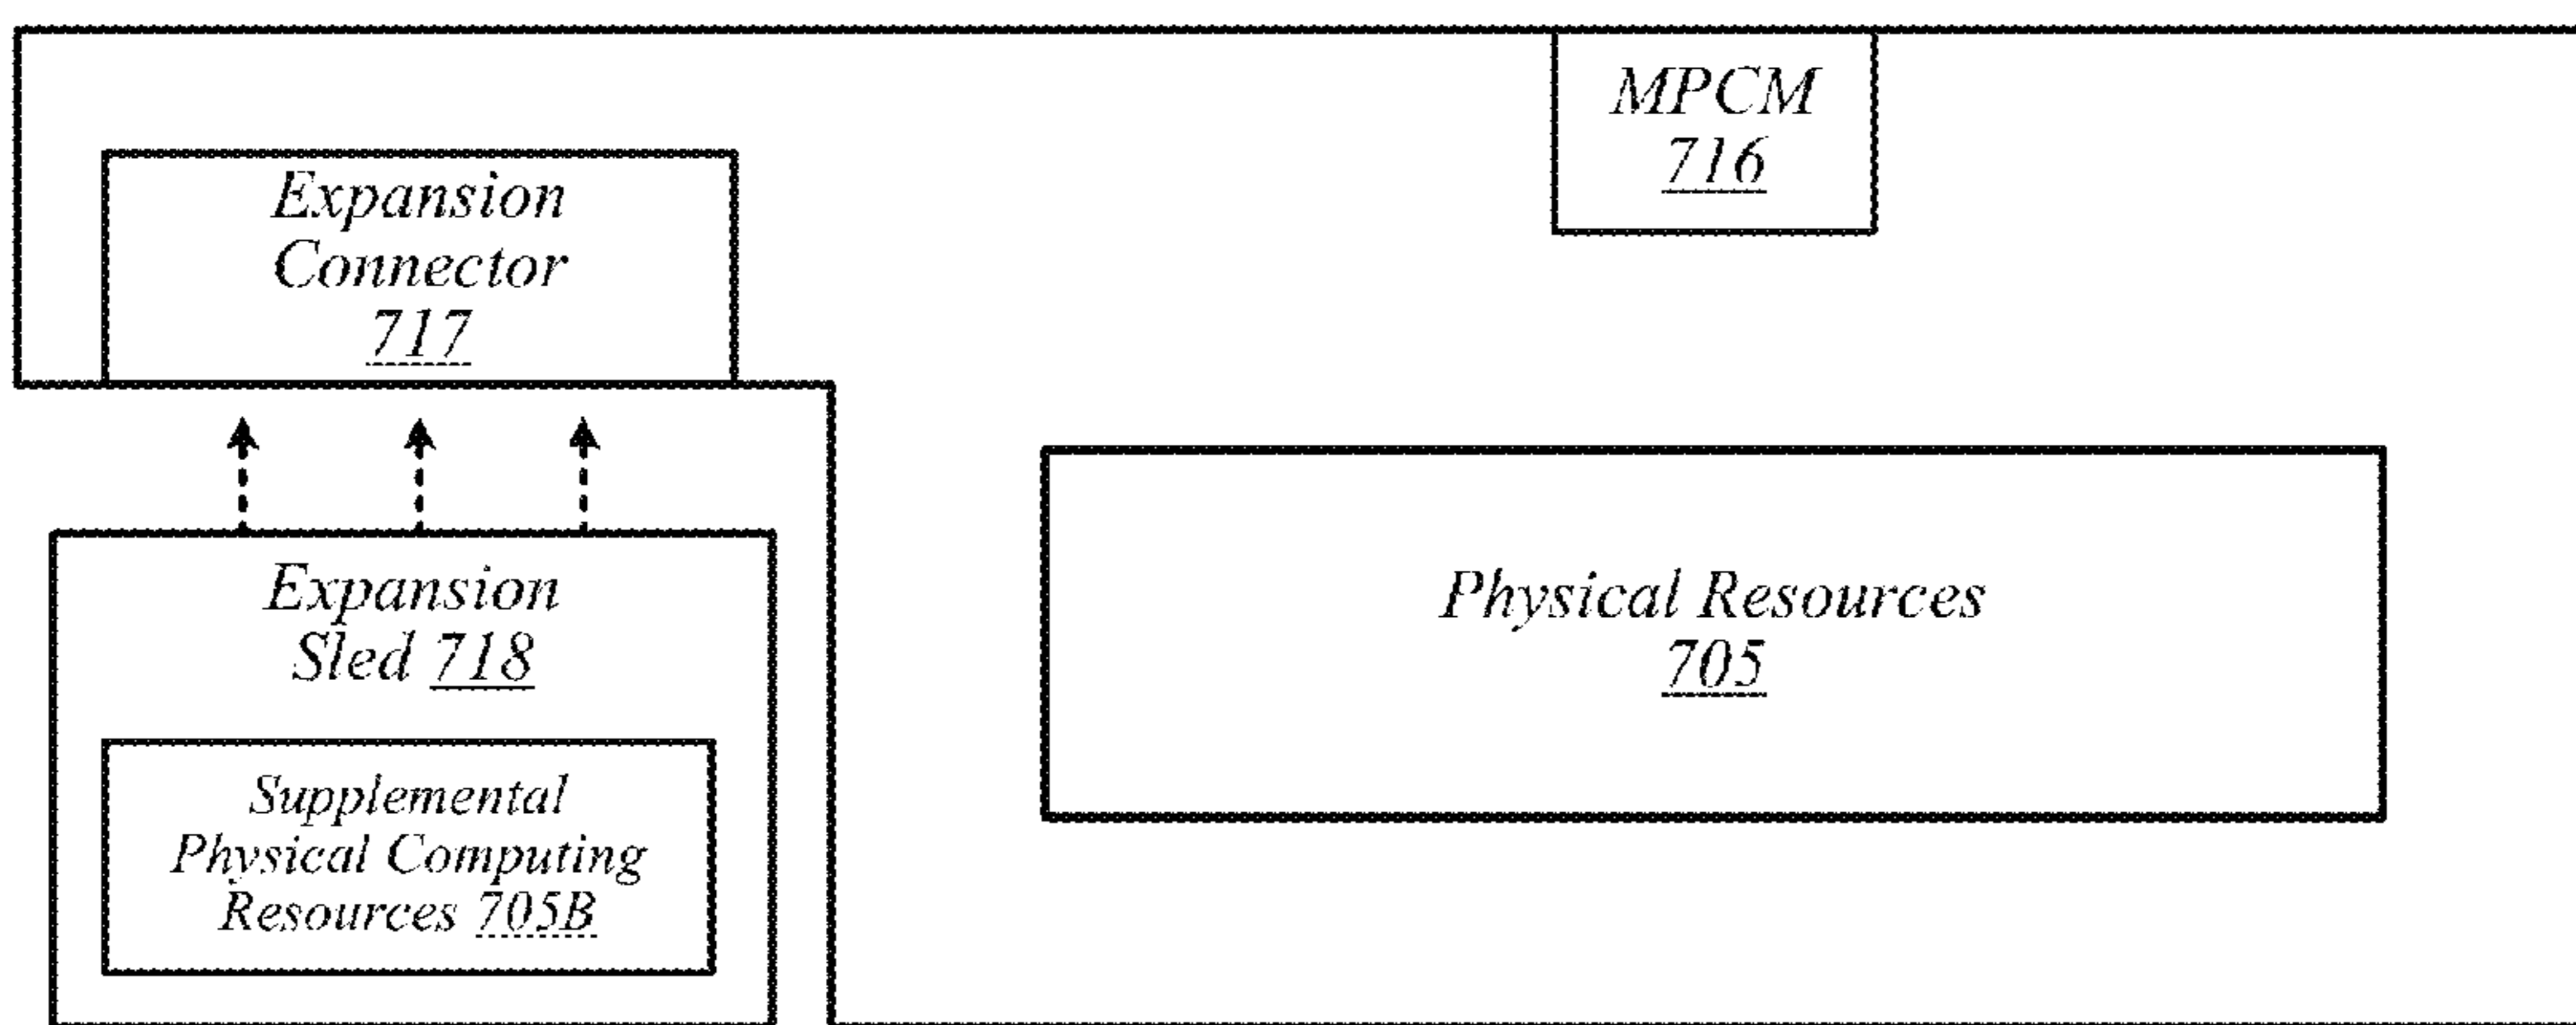 MPCM
716
Expansion
Connector
717
Expansion
Sled 718
Physical Resources
705
Supplemental
Physical Computing
Resources 705B